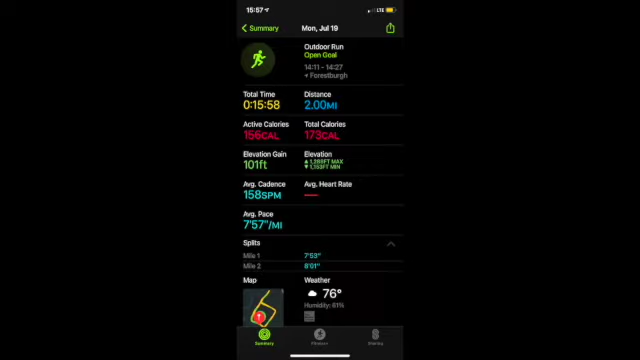 15:57
LTE
Summary
Mon, Jul 19
Outdoor Run
Open Goal
14:11 - 14:27
Forestburgh
Total Time
Distance
0:15:58
2.00MI
Active Calories
Total Calories
156CAL
173CAL
Elevation Gain
Elevation
101ft
1,153FT MIN
Avg. Cadence
Avg. Heart Rate
158SPM
Avg. Pace
7'57"/MI
Splits
Mile 1
7'53"
Mile 2
8'01"
Map
Weather
76°
Humidity: 61%
Summary
Fitness+
Sharing